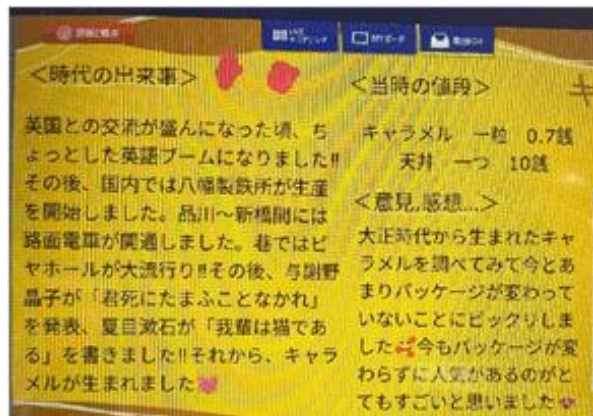 ＜時代の出来事＞
英国との交流が盛んになった頃、ち
ょっとした英語ブームになりました‼
その後、国内では八幡製鉄所が生産
を開始しました。品川〜新橋間には
路面電車が開通しました。巷ではビ
ヤホールが大流行り‼その後、与謝野
晶子が「君死にたまふことなかれ」
を発表、夏目漱石が「我輩は猫であ
る」を書きました‼それから、キャラ
メルが生まれました💓
＜当時の値段＞
キャラメル 一粒 0.7銭
天丼 一つ 10銭
＜意見,感想...＞
大正時代から生まれたキャ
ラメルを調べてみて今とあ
まりパッケージが変わって
いないことにビックリしま
した🥰今もパッケージが変
わらずに人気があるのがと
てもすごいと思いました💓